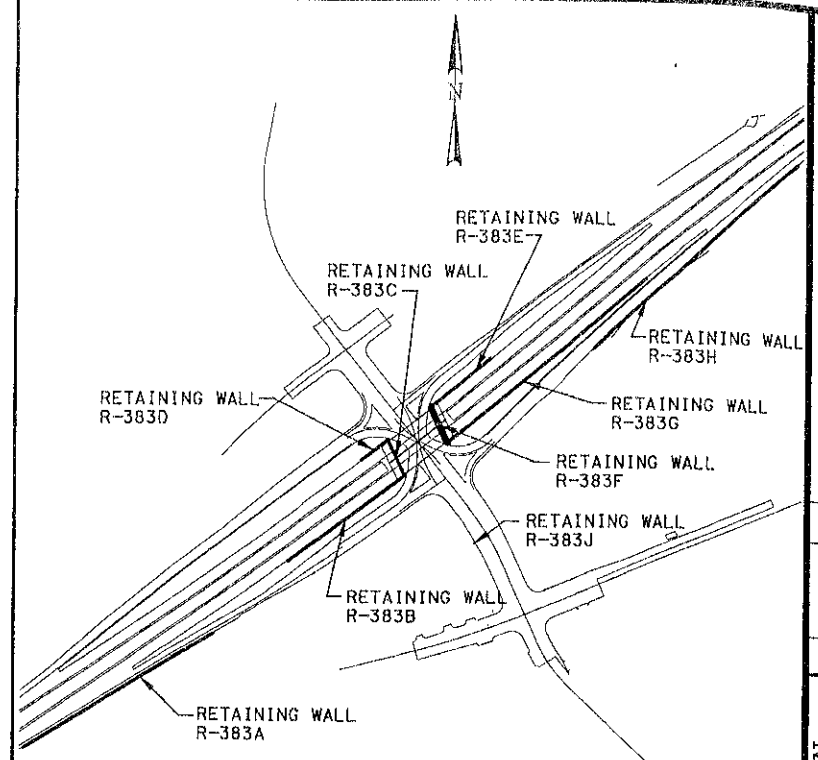 N
RETAINING WALL
R-383E
RETAINING WALL
R-383C
RETAINING WALL
R-383H
RETAINING WALL
R-383D
RETAINING WALL
R-383G
RETAINING WALL
R-383F
RETAINING WALL
R-383J
RETAINING WALL
R-383B
RETAINING WALL
R-383A